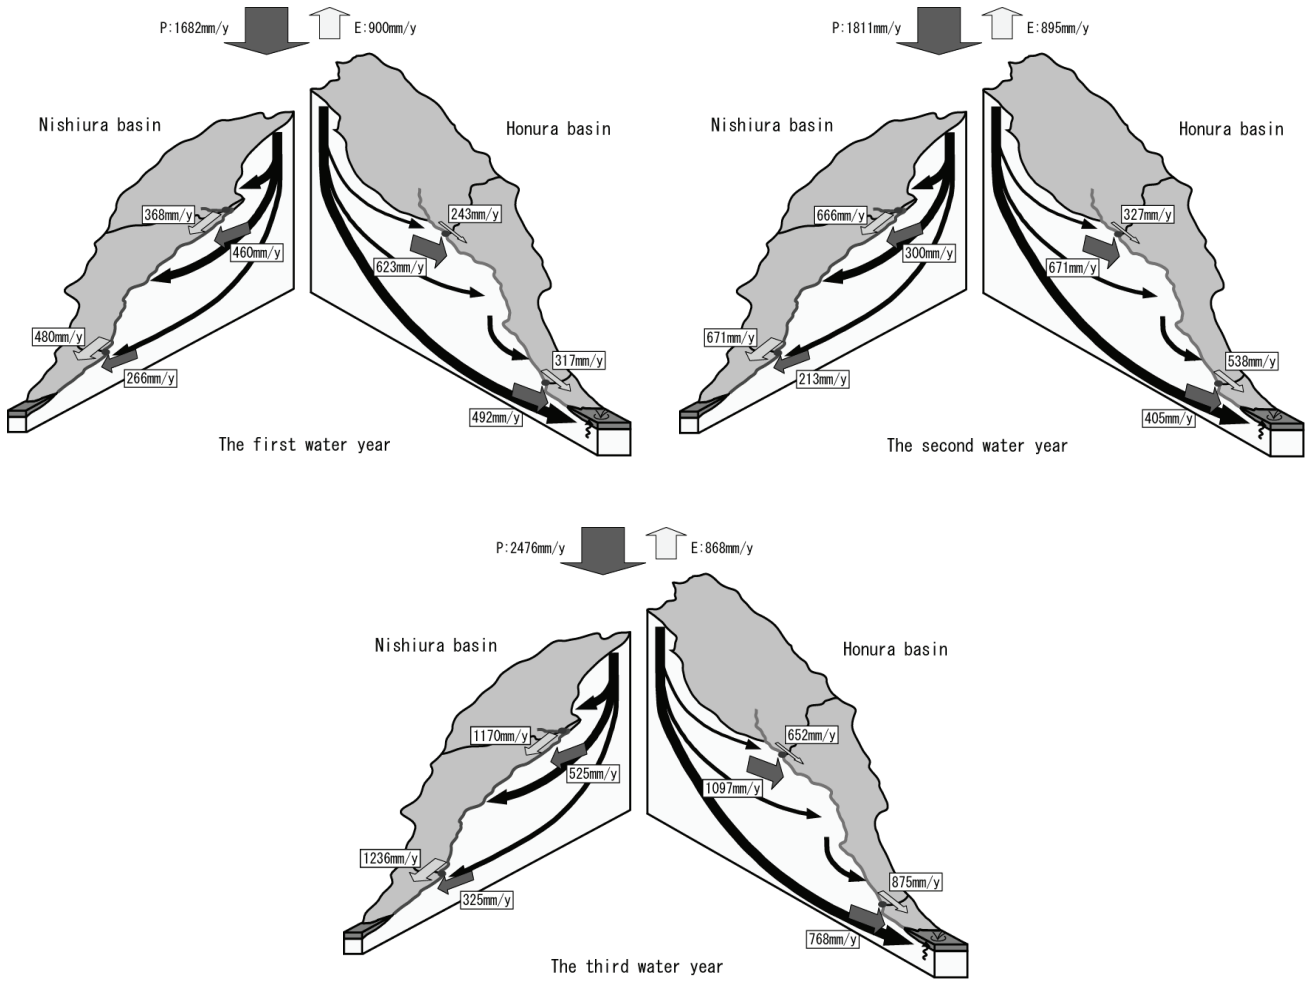 P:1682mm/y
E:900mm/y
Nishiura basin
Honura basin
368mm/y
243mm/y
460mm/y
623mm/y
480mm/y
317mm/y
266mm/y
492mm/y
The first water year
P:1811mm/y
E:895mm/y
Nishiura basin
Honura basin
666mm/y
327mm/y
300mm/y
671mm/y
671mm/y
538mm/y
213mm/y
405mm/y
The second water year
P:2476mm/y
E:868mm/y
Nishiura basin
Honura basin
1170mm/y
652mm/y
525mm/y
1097mm/y
1236mm/y
875mm/y
325mm/y
768mm/y
The third water year